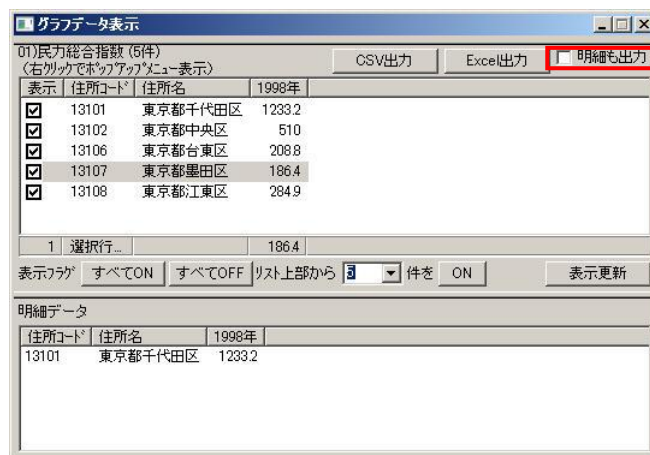 グラフデータ表示
01)民力総合指数 (5件)
(右クリックでポップアップメニュー表示)
CSV出力 Excel出力 明細も出力
表示 住所コード 住所名 1998年
13101 東京都千代田区 1233.2
13102 東京都中央区 510
13106 東京都台東区 208.8
13107 東京都墨田区 186.4
13108 東京都江東区 284.9
1 選択行... 186.4
表示フラグ すべてON すべてOFF リスト上部から 5 件を ON 表示更新
明細データ
住所コード 住所名 1998年
13101 東京都千代田区 1233.2